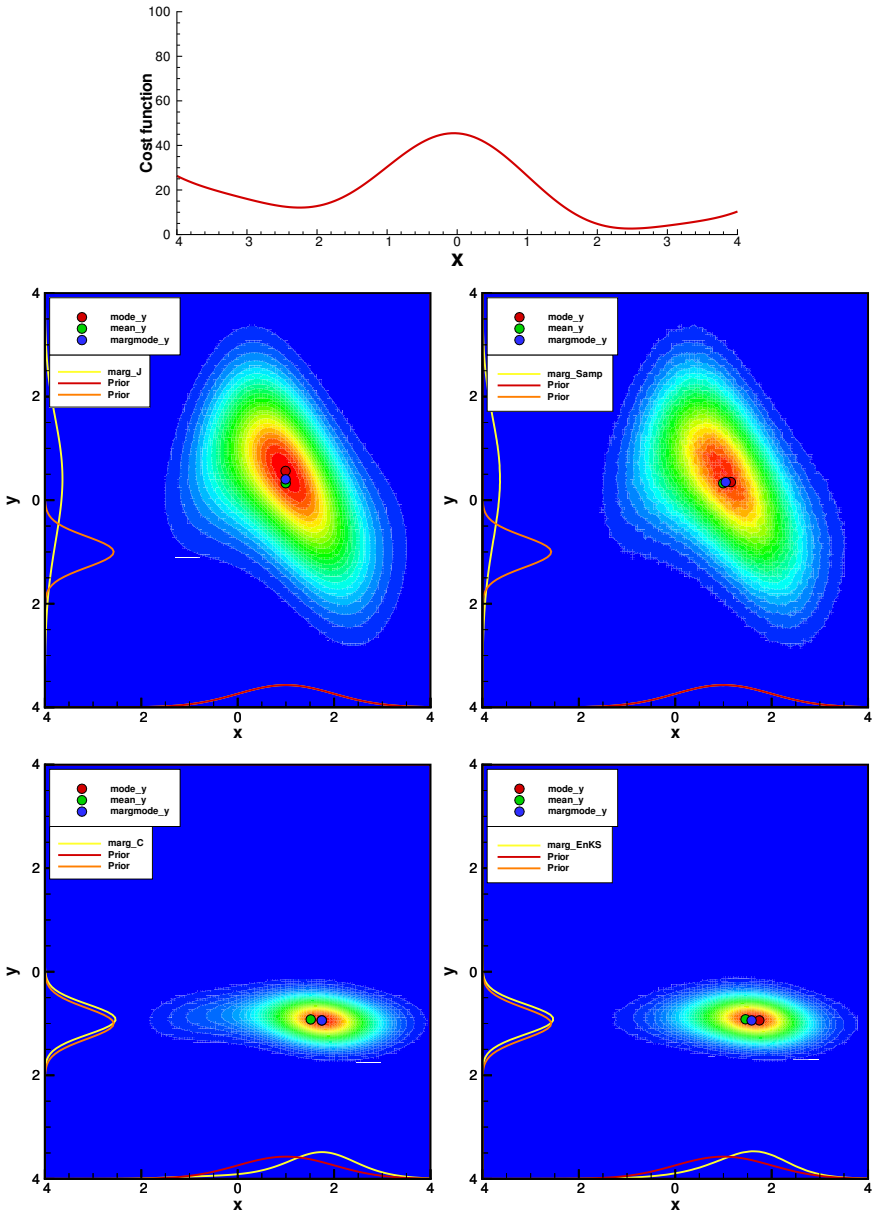 100
80
60
40
20
0
Cost function
4 3 2 1 0 1 2 3 4
x
4
2
0
2
4
y
mode_y
mean_y
margmode_y
marg_J
Prior
Prior
2 0 2 4
x
4
2
0
2
4
y
mode_y
mean_y
margmode_y
marg_Samp
Prior
Prior
2 0 2 4
x
4
2
0
2
4
y
mode_y
mean_y
margmode_y
marg_C
Prior
Prior
2 0 2 4
x
4
2
0
2
4
y
mode_y
mean_y
margmode_y
marg_EnKS
Prior
Prior
2 0 2 4
x